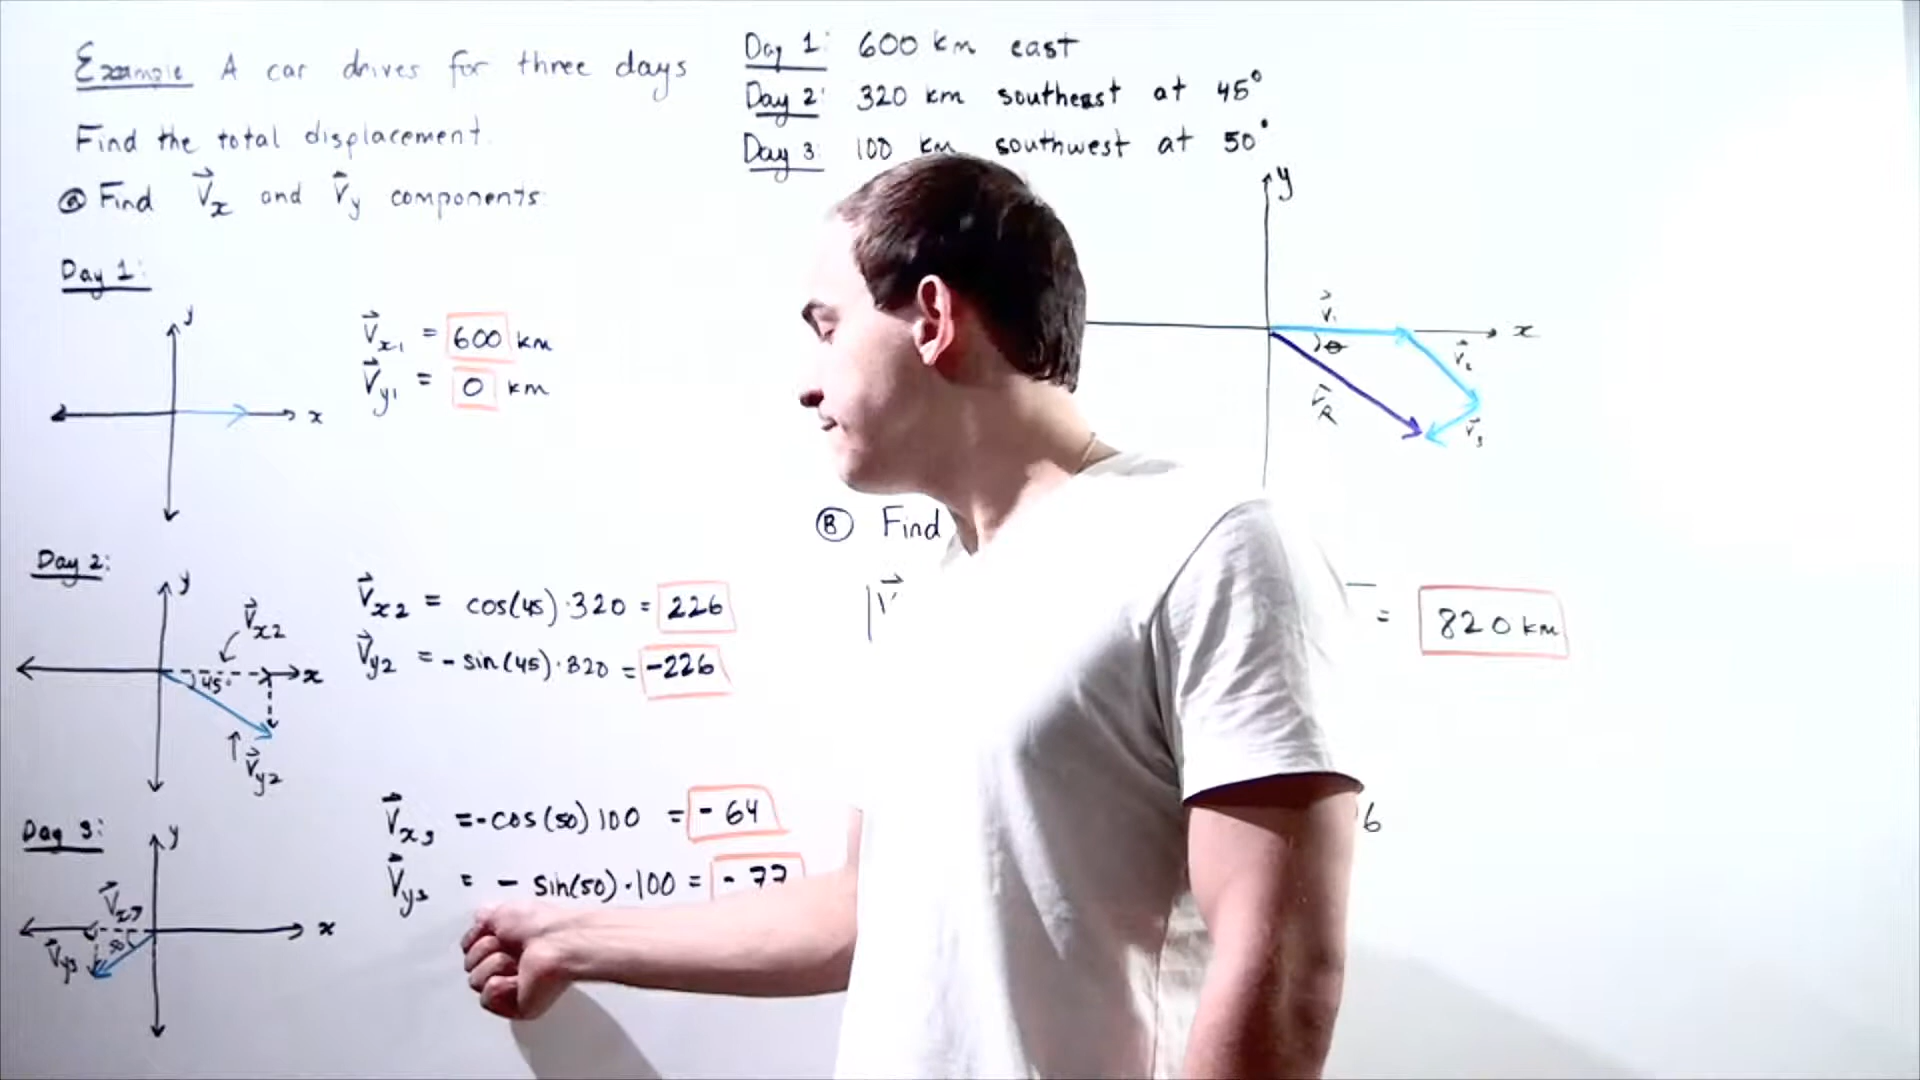 Example A car drives for three days
Find the total displacement.
Ⓐ Find V⃗x and V⃗y components:
Day 1: 600 km east
Day 2: 320 km southeast at 45°
Day 3: 100 km southwest at 50°
Day 1:
y
x
V⃗x1 = 600 km
V⃗y1 = 0 km
Day 2:
y
V⃗x2
45°
x
V⃗y2
V⃗x2 = cos(45)·320 = 226
V⃗y2 = -sin(45)·320 = -226
Day 3:
y
V⃗x3
50
x
V⃗y3
V⃗x3 = -cos(50) 100 = -64
V⃗y3 = - sin(50)·100 = -77
y
V⃗1
x
θ
V⃗2
V⃗R
V⃗3
Ⓑ Find
|V⃗
= 820 km
6